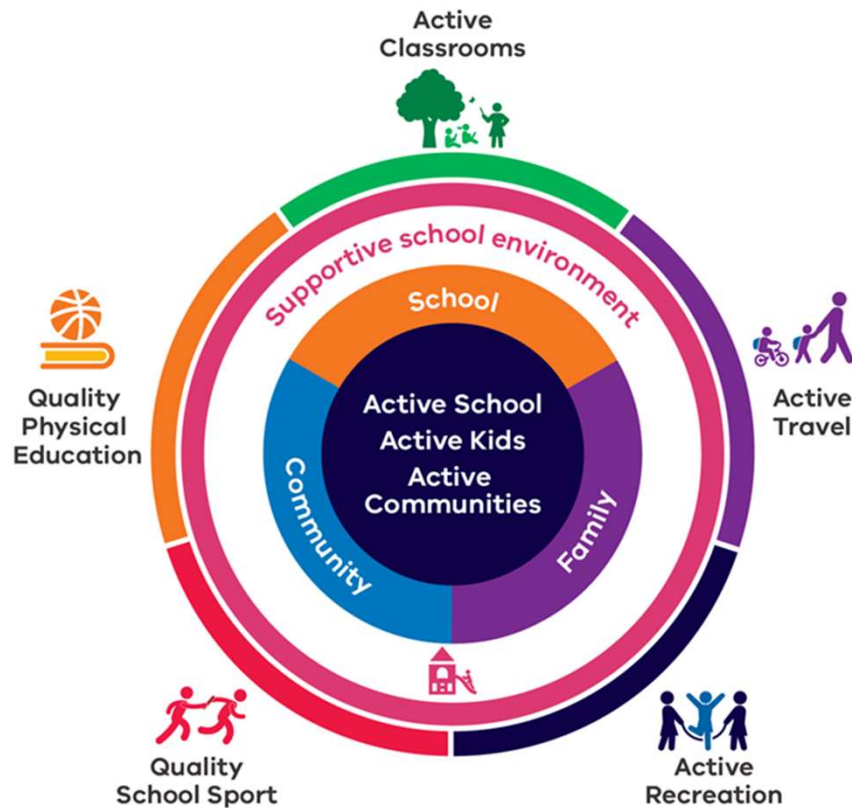 Active
Classrooms
Supportive school environment
School
Active School
Active Kids
Active
Communities
Community
Family
Quality
Physical
Education
Active
Travel
Quality
School Sport
Active
Recreation